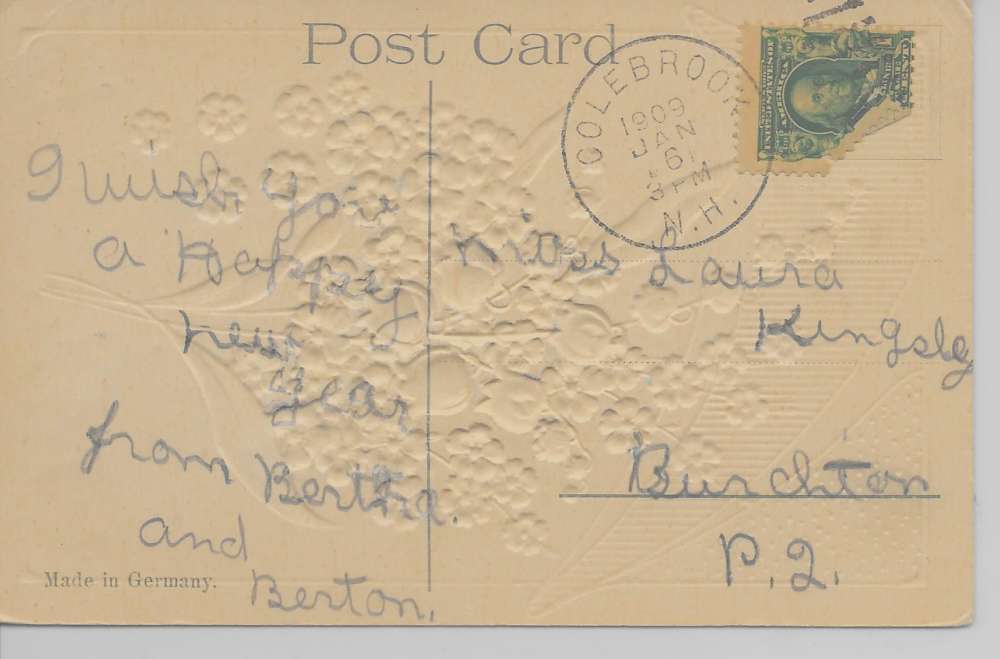 Post Card
COLEBROOK
1909
JAN
6
3 PM
N.H.
I wish you
a Happy
new
year
from Bertha.
and
Berton.
Miss Laura
Kingsley
Burchton
P.Q.
Made in Germany.